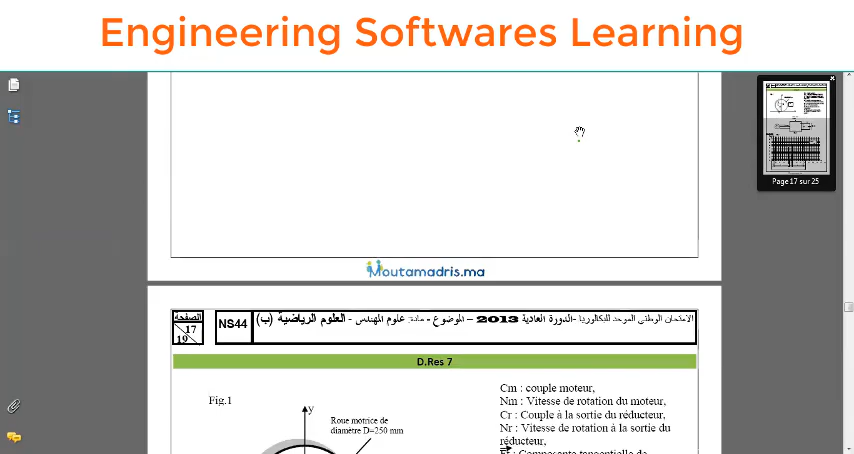 Engineering Softwares Learning
Page 17 sur 25
Moutamadris.ma
الصفحة
17
19
NS44
الامتحان الوطني الموحد للبكالوريا -الدورة العادية 2013 – الموضوع - مادة: علوم المهندس - العلوم الرياضية (ب)
D.Res 7
Fig.1
y
Roue motrice de
diamètre D=250 mm
Cm : couple moteur,
Nm : Vitesse de rotation du moteur,
Cr : Couple à la sortie du réducteur,
Nr : Vitesse de rotation à la sortie du
réducteur,
Composante tangentielle de